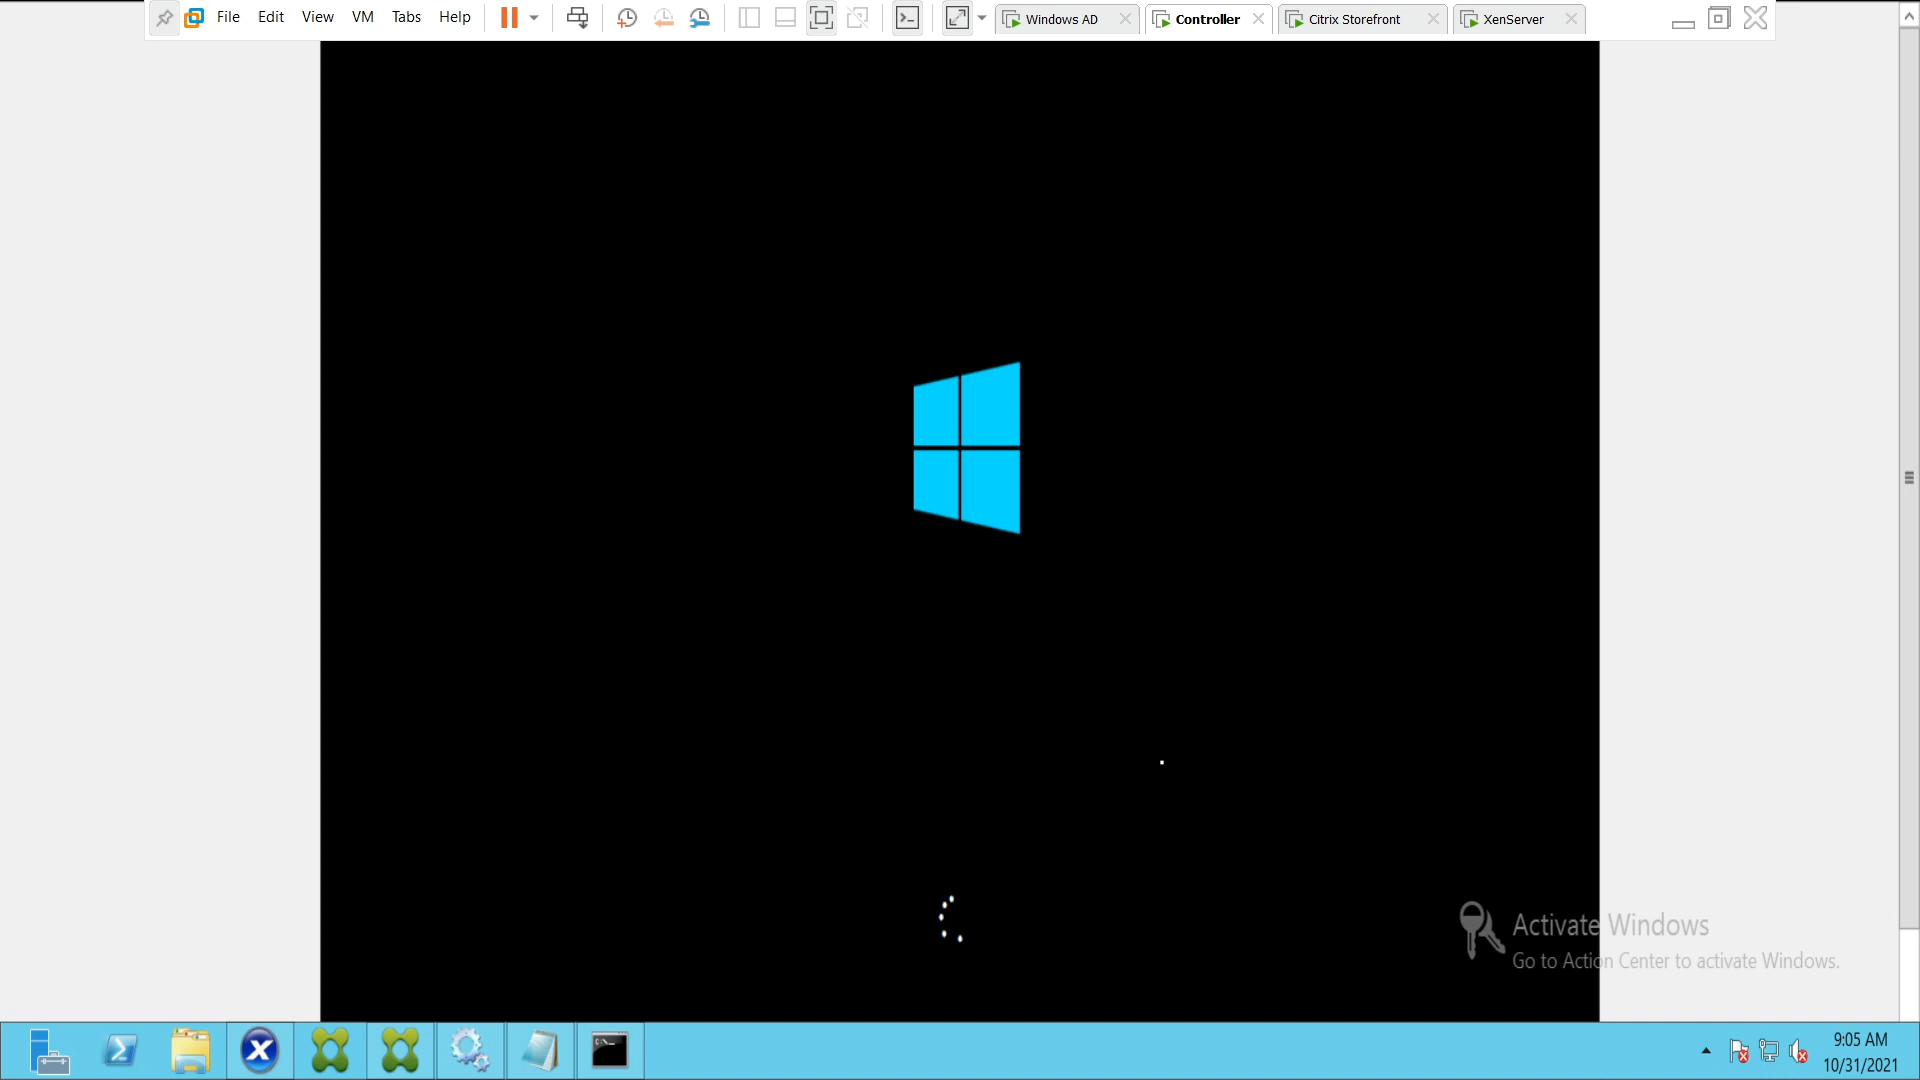 File Edit View VM Tabs Help
Windows AD
Controller
Citrix Storefront
XenServer
Activate Windows
Go to Action Center to activate Windows.
9:05 AM
10/31/2021